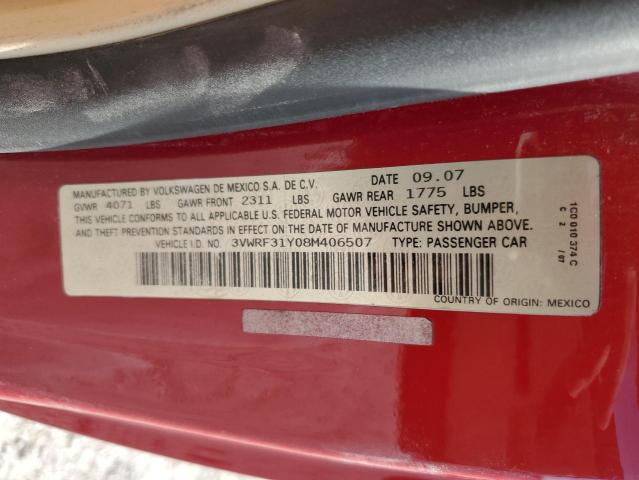 MANUFACTURED BY VOLKSWAGEN DE MEXICO S.A. DE C.V. DATE 09.07
GVWR 4071 LBS GAWR FRONT 2311 LBS GAWR REAR 1775 LBS
THIS VEHICLE CONFORMS TO ALL APPLICABLE U.S. FEDERAL MOTOR VEHICLE SAFETY, BUMPER,
AND THEFT PREVENTION STANDARDS IN EFFECT ON THE DATE OF MANUFACTURE SHOWN ABOVE.
VEHICLE I.D. NO. 3VWRF31Y08M406507 TYPE: PASSENGER CAR
COUNTRY OF ORIGIN: MEXICO
1C0 010 374 C
C 2 / 07